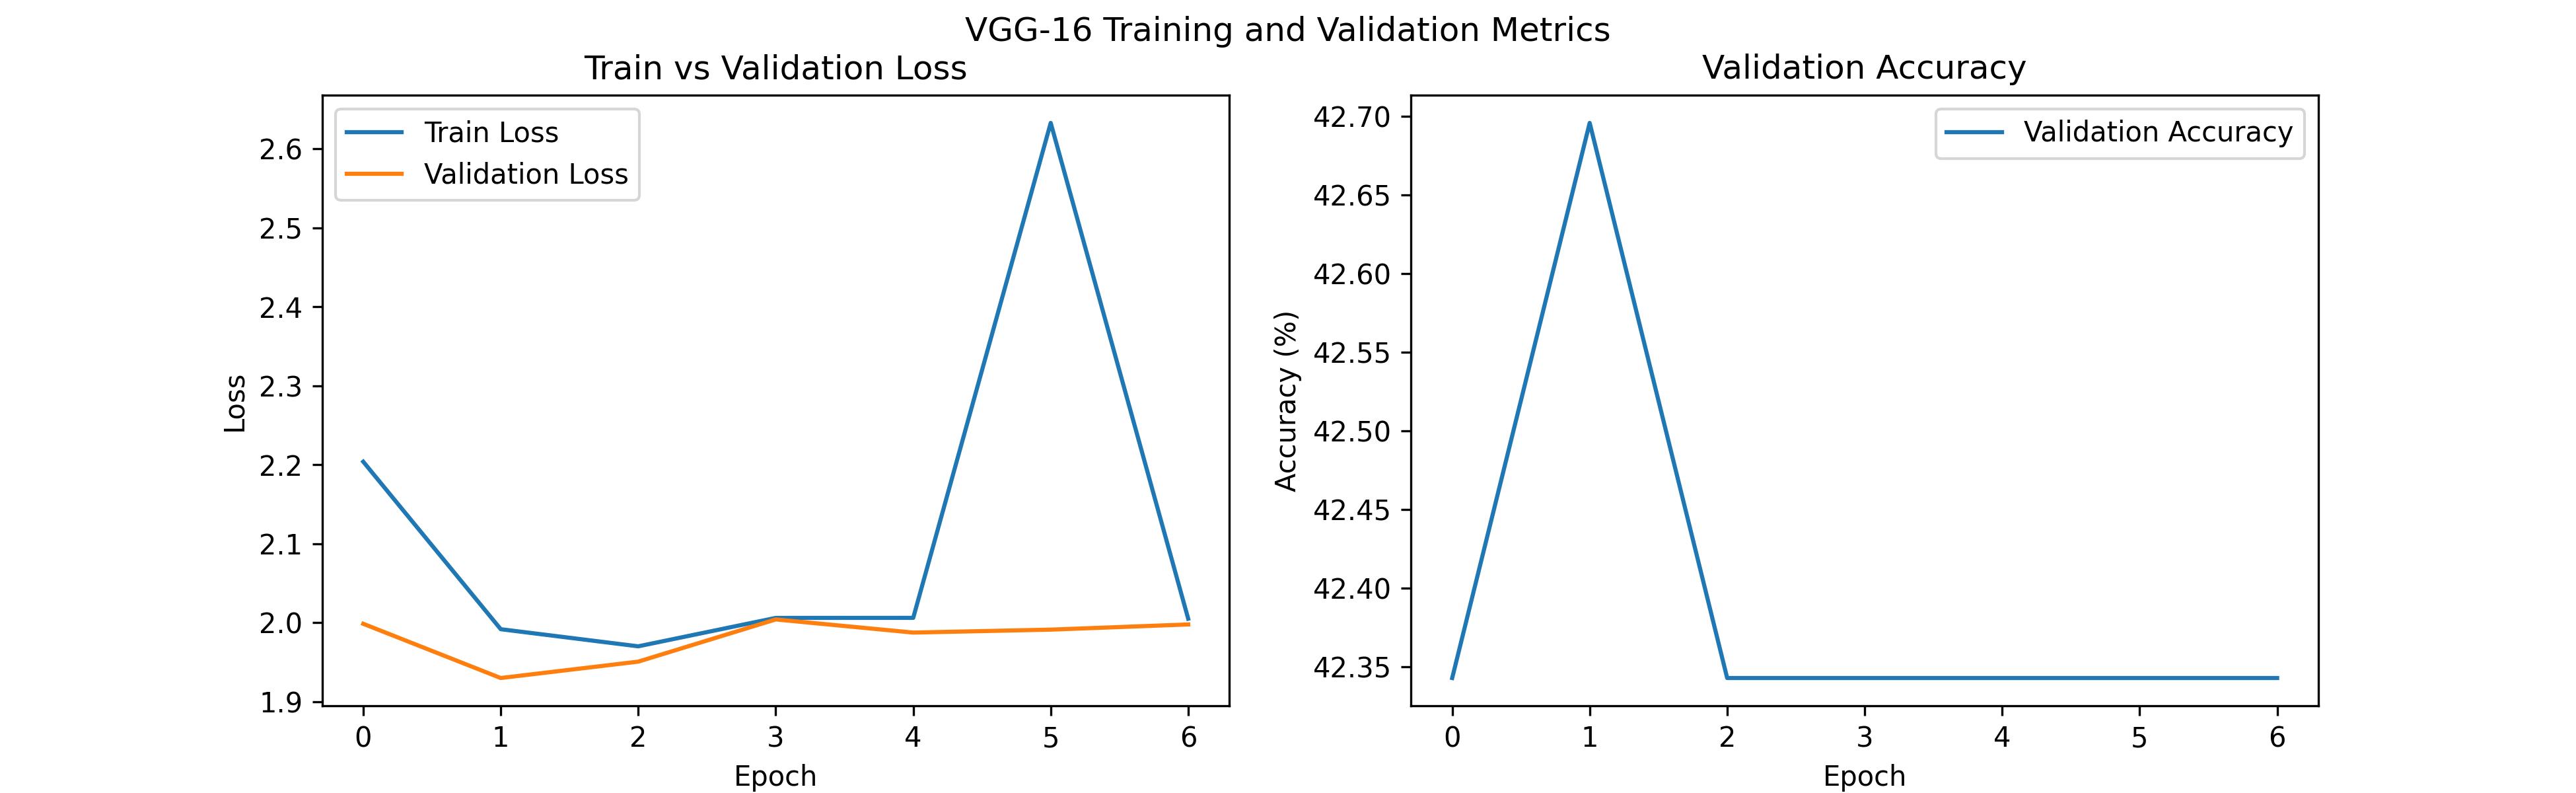 VGG-16 Training and Validation Metrics
Train vs Validation Loss
Train Loss
Validation Loss
2.6
2.5
2.4
2.3
2.2
2.1
2.0
1.9
Loss
0 1 2 3 4 5 6
Epoch
Validation Accuracy
Validation Accuracy
42.70
42.65
42.60
42.55
42.50
42.45
42.40
42.35
Accuracy (%)
0 1 2 3 4 5 6
Epoch